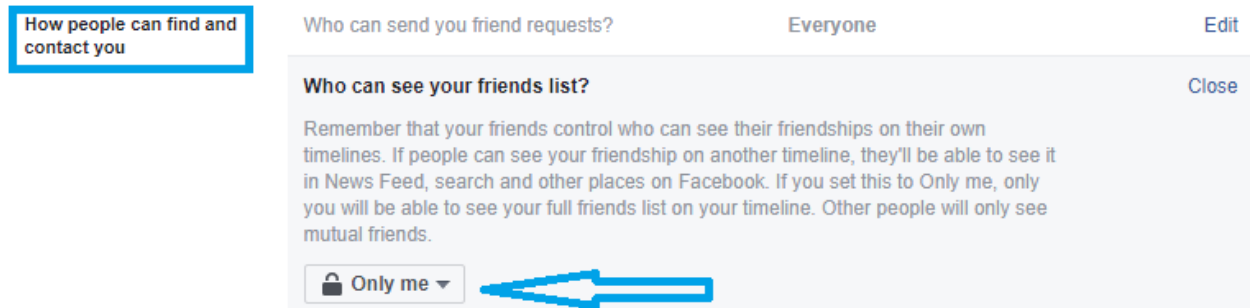 How people can find and
contact you
Who can send you friend requests? Everyone Edit
Who can see your friends list? Close
Remember that your friends control who can see their friendships on their own
timelines. If people can see your friendship on another timeline, they'll be able to see it
in News Feed, search and other places on Facebook. If you set this to Only me, only
you will be able to see your full friends list on your timeline. Other people will only see
mutual friends.
Only me